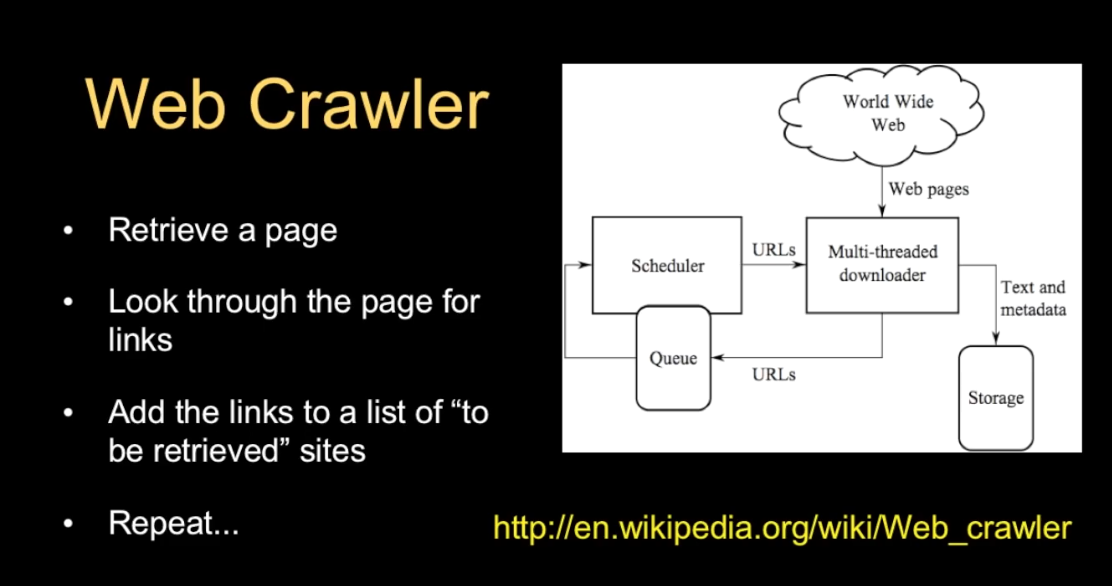 Web Crawler
• Retrieve a page
• Look through the page for
links
• Add the links to a list of “to
be retrieved” sites
• Repeat...
World Wide
Web
Web pages
Scheduler
URLs
Multi-threaded
downloader
Text and
metadata
Queue
URLs
Storage
http://en.wikipedia.org/wiki/Web_crawler